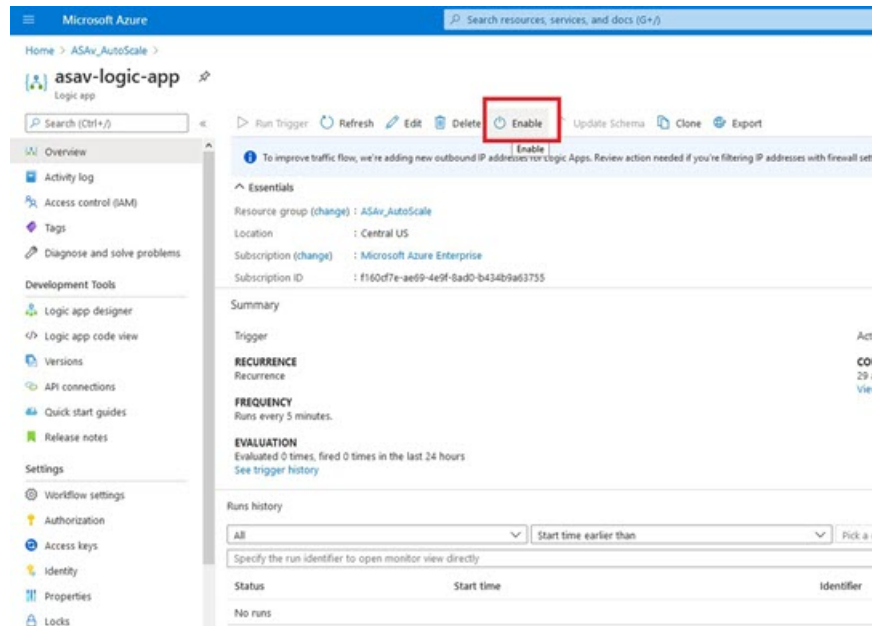 Microsoft Azure
Search resources, services, and docs (G+/)
Home > ASAv_AutoScale >
asav-logic-app
Logic app
Search (Ctrl+/)
Run Trigger Refresh Edit Delete Enable Update Schema Clone Export
Enable
Overview
Activity log
Access control (IAM)
Tags
Diagnose and solve problems
Development Tools
Logic app designer
Logic app code view
Versions
API connections
Quick start guides
Release notes
Settings
Workflow settings
Authorization
Access keys
Identity
Properties
Locks
To improve traffic flow, we're adding new outbound IP addresses for Logic Apps. Review action needed if you're filtering IP addresses with firewall set
Essentials
Resource group (change) : ASAv_AutoScale
Location : Central US
Subscription (change) : Microsoft Azure Enterprise
Subscription ID : f160cf7e-ae69-4e9f-8ad0-b434b9a63755
Summary
Trigger Act
RECURRENCE CO
Recurrence 29
Vie
FREQUENCY
Runs every 5 minutes.
EVALUATION
Evaluated 0 times, fired 0 times in the last 24 hours
See trigger history
Runs history
All Start time earlier than Pick a
Specify the run identifier to open monitor view directly
Status Start time Identifier
No runs